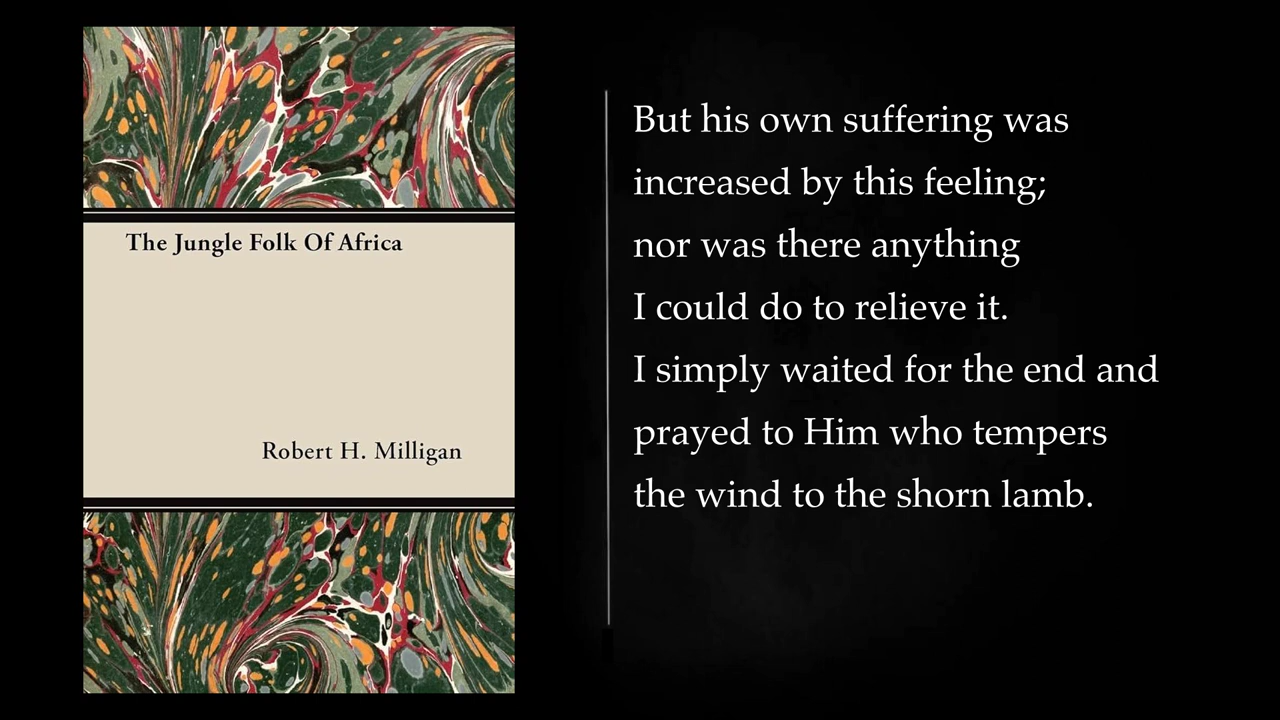 The Jungle Folk Of Africa
Robert H. Milligan
But his own suffering was
increased by this feeling;
nor was there anything
I could do to relieve it.
I simply waited for the end and
prayed to Him who tempers
the wind to the shorn lamb.